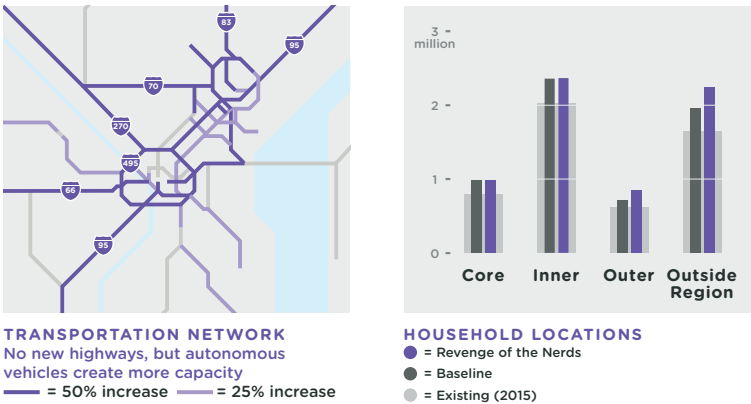 83
95
70
270
495
66
95
TRANSPORTATION NETWORK
No new highways, but autonomous
vehicles create more capacity
= 50% increase = 25% increase
3 -
million
2 -
1 -
0 -
Core Inner Outer Outside
Region
HOUSEHOLD LOCATIONS
= Revenge of the Nerds
= Baseline
= Existing (2015)